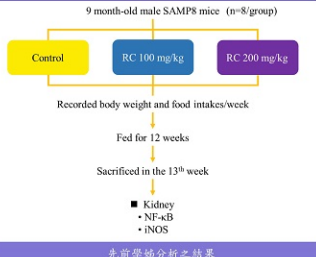 9 month-old male SAMP8 mice (n=8/group)
Control
RC 100 mg/kg
RC 200 mg/kg
Recorded body weight and food intakes/week
Fed for 12 weeks
Sacrificed in the 13th week
■ Kidney
• NF-κB
• iNOS
先前學姊分析之結果